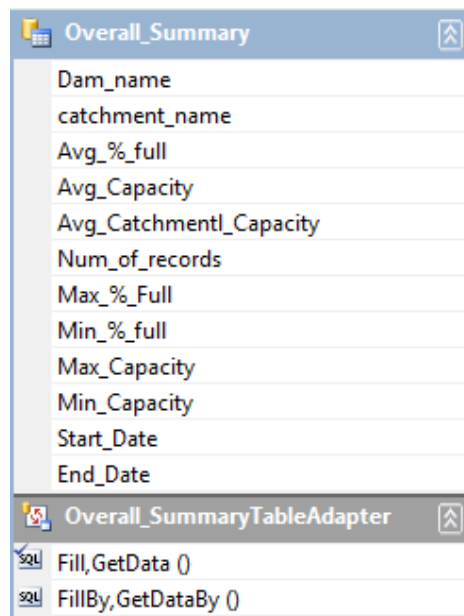 Overall_Summary
Dam_name
catchment_name
Avg_%_full
Avg_Capacity
Avg_Catchmentl_Capacity
Num_of_records
Max_%_Full
Min_%_full
Max_Capacity
Min_Capacity
Start_Date
End_Date
Overall_SummaryTableAdapter
SQL Fill,GetData ()
SQL FillBy,GetDataBy ()